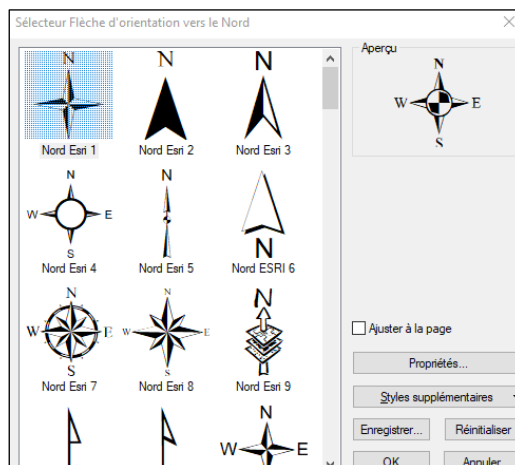 Sélecteur Flèche d'orientation vers le Nord
Aperçu
N
W E
S
N
N
N
Nord Esri 1
Nord Esri 2
Nord Esri 3
N
W E
S
N
N
Nord Esri 4
Nord Esri 5
Nord ESRI 6
N
W E
S
N
W E
S
N
Nord Esri 7
Nord Esri 8
Nord Esri 9
N
W E
Ajuster à la page
Propriétés...
Styles supplémentaires
Enregistrer...
Réinitialiser
OK
Annuler